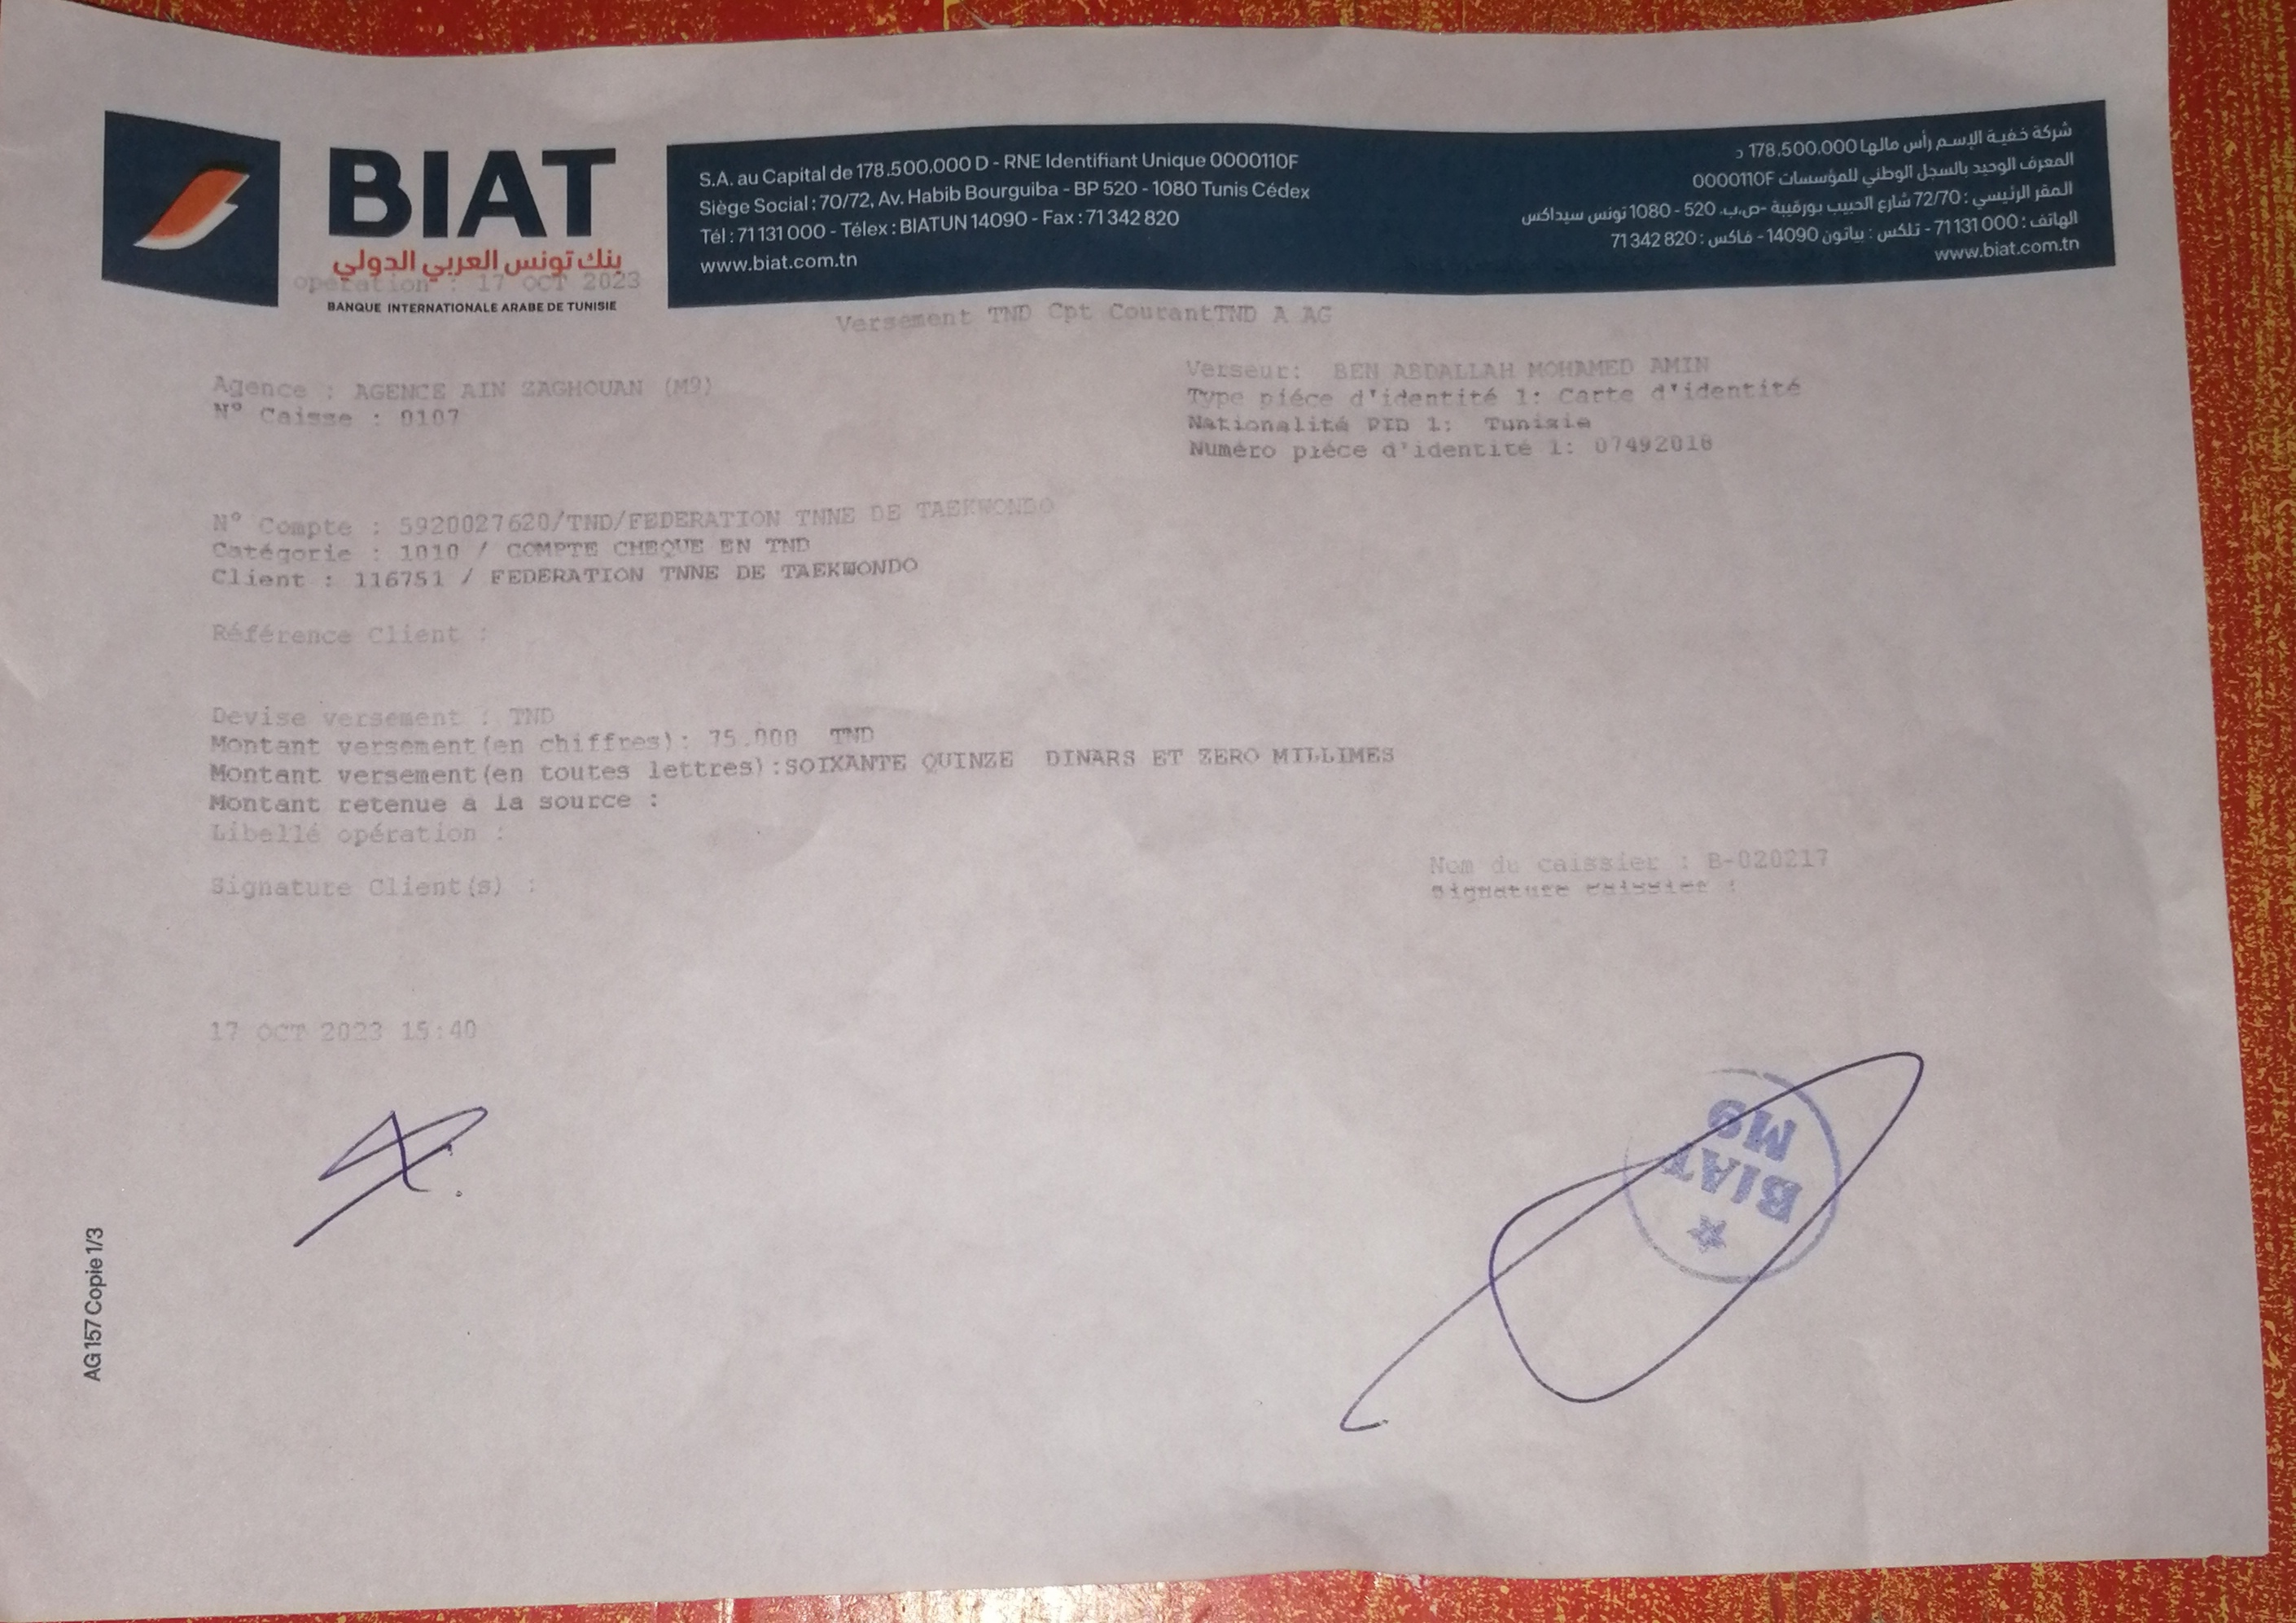 BIAT
بنك تونس العربي الدولي
opération : 17 OCT 2023
BANQUE INTERNATIONALE ARABE DE TUNISIE
S.A. au Capital de 178.500.000 D - RNE Identifiant Unique 0000110F
Siège Social : 70/72, Av. Habib Bourguiba - BP 520 - 1080 Tunis Cédex
Tél : 71 131 000 - Télex : BIATUN 14090 - Fax : 71 342 820
www.biat.com.tn
شركة خفية الإسم رأس مالها 178.500.000 د
المعرف الوحيد بالسجل الوطني للمؤسسات 0000110F
المقر الرئيسي : 72/70 شارع الحبيب بورقيبة -ص.ب. 520 - 1080 تونس سيداكس
الهاتف : 71 131 000 - تلكس : بياتون 14090 - فاكس : 71 342 820
www.biat.com.tn
Versement TND Cpt CourantTND A AG
Agence : AGENCE AIN ZAGHOUAN (M9)
N° Caisse : 0107
Verseur: BEN ABDALLAH MOHAMED AMIN
Type piéce d'identité 1: Carte d'identité
Nationalité PID 1: Tunisie
Numéro piéce d'identité 1: 07492018
N° Compte : 5920027620/TND/FEDERATION TNNE DE TAEKWONDO
Catégorie : 1010 / COMPTE CHEQUE EN TND
Client : 116751 / FEDERATION TNNE DE TAEKWONDO
Référence Client :
Devise versement : TND
Montant versement(en chiffres): 75.000 TND
Montant versement(en toutes lettres):SOIXANTE QUINZE DINARS ET ZERO MILLIMES
Montant retenue à la source :
Libellé opération :
Nom du caissier : B-020217
Signature caissier :
Signature Client(s) :
17 OCT 2023 15:40
BIAT
M9
AG 157 Copie 1/3